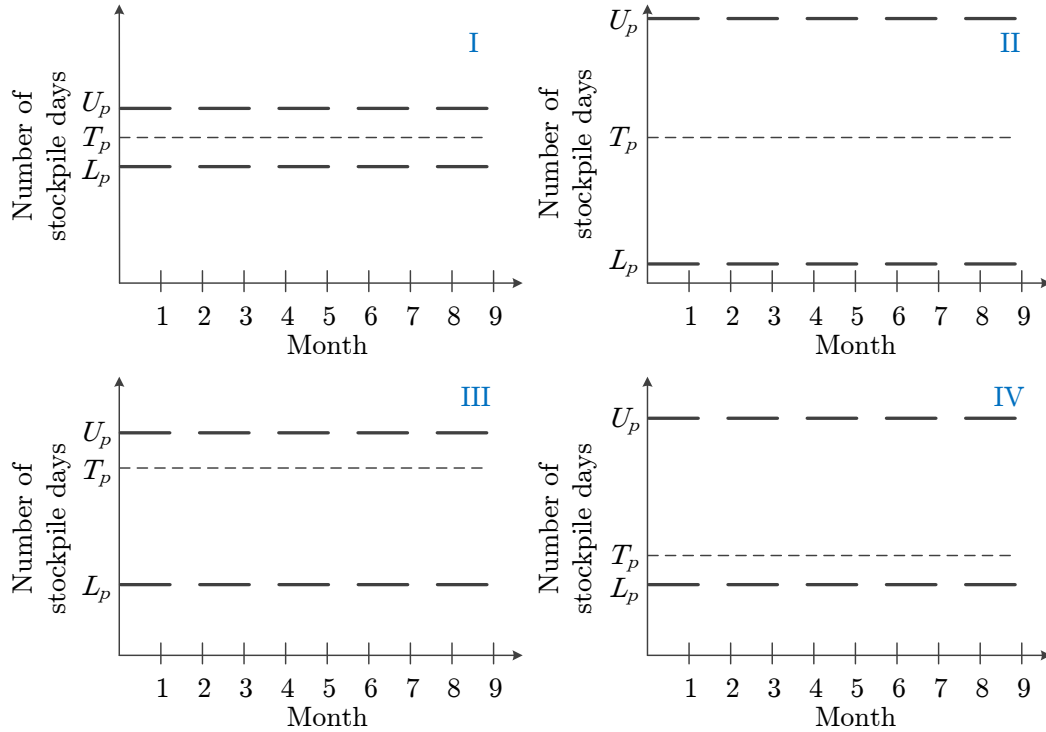 I
Number of
stockpile days
U_p
T_p
L_p
1 2 3 4 5 6 7 8 9
Month
II
Number of
stockpile days
U_p
T_p
L_p
1 2 3 4 5 6 7 8 9
Month
III
Number of
stockpile days
U_p
T_p
L_p
1 2 3 4 5 6 7 8 9
Month
IV
Number of
stockpile days
U_p
T_p
L_p
1 2 3 4 5 6 7 8 9
Month